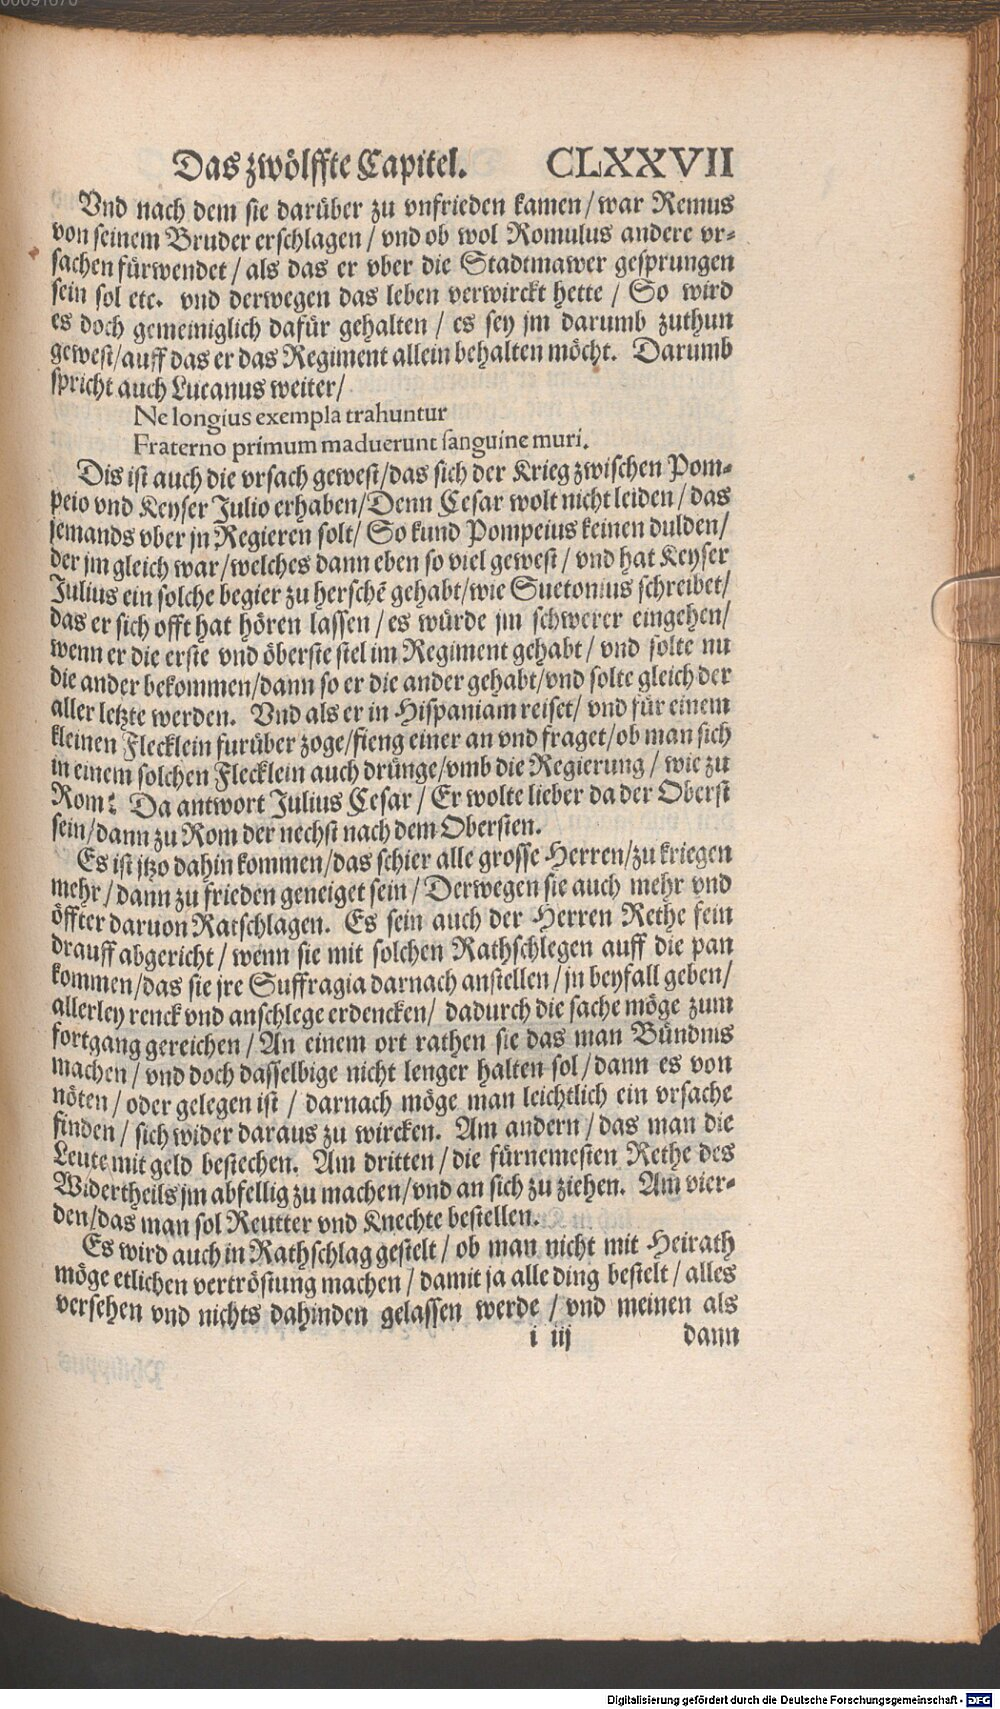 Das zwölffte Capitel. CLXXVII
Vnd nach dem sie darüber zu vnfrieden kamen / war Remus
von seinem Bruder erschlagen / vnd ob wol Romulus andere vr-
sachen fürwendet / als das er vber die Stadtmawer gesprungen
sein sol etc. vnd derwegen das leben verwirckt hette / So wird
es doch gemeiniglich dafür gehalten / es sey jm darumb zuthun
gewest / auff das er das Regiment allein behalten möcht. Darumb
spricht auch Lucanus weiter /
Ne longius exempla trahuntur
Fraterno primum maduerunt sanguine muri.
Dis ist auch die vrsach gewest / das sich der Krieg zwischen Pom-
peio vnd Keyser Julio erhaben / Denn Cesar wolt nicht leiden / das
jemands vber jn Regieren solt / So kund Pompeius keinen dulden /
der jm gleich war / welches dann eben so viel gewest / vnd hat Keyser
Julius ein solche begier zu herschẽ gehabt / wie Suetonius schreibet /
das er sich offt hat hören lassen / es würde jm schwerer eingehen /
wenn er die erste vnd öberste stel im Regiment gehabt / vnd solte nu
die ander bekommen / dann so er die ander gehabt / vnd solte gleich der
aller letzte werden. Vnd als er in Hispaniam reiset / vnd für einem
kleinen Flecklein furüber zoge / fieng einer an vnd fraget / ob man sich
in einem solchen Flecklein auch drünge / vmb die Regierung / wie zu
Rom? Da antwort Julius Cesar / Er wolte lieber da der Oberst
sein / dann zu Rom der nechst nach dem Obersten.
Es ist jtzo dahin kommen / das schier alle grosse Herren / zu kriegen
mehr / dann zu frieden geneiget sein / Derwegen sie auch mehr vnd
öffter daruon Ratschlagen. Es sein auch der Herren Rethe fein
drauff abgericht / wenn sie mit solchen Rathschlegen auff die pan
kommen / das sie jre Suffragia darnach anstellen / jn beyfall geben /
allerley renck vnd anschlege erdencken / dadurch die sache möge zum
fortgang gereichen / An einem ort rathen sie das man Bündnis
machen / vnd doch dasselbige nicht lenger halten sol / dann es von
nöten / oder gelegen ist / darnach möge man leichtlich ein vrsache
finden / sich wider daraus zu wircken. Am andern / das man die
Leute mit geld bestechen. Am dritten / die fürnemesten Rethe des
Widertheils jm abfellig zu machen / vnd an sich zu ziehen. Am vier-
den / das man sol Reutter vnd Knechte bestellen.
Es wird auch in Rathschlag gestelt / ob man nicht mit Heirath
möge etlichen vertröstung machen / damit ja alle ding bestelt / alles
versehen vnd nichts dahinden gelassen werde / vnd meinen als
i iij dann
Digitalisierung gefördert durch die Deutsche Forschungsgemeinschaft - DFG